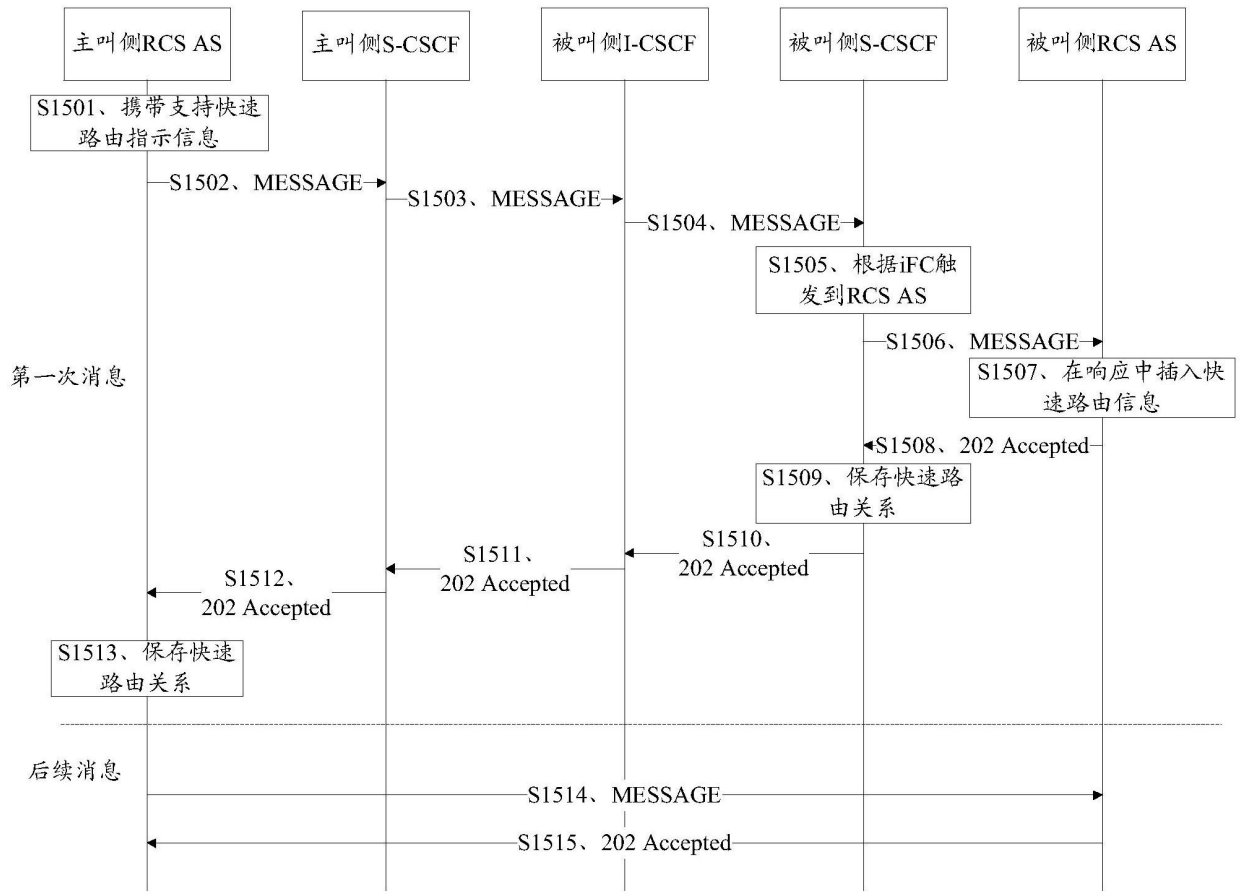 主叫侧RCS AS
主叫侧S-CSCF
被叫侧I-CSCF
被叫侧S-CSCF
被叫侧RCS AS
S1501、携带支持快速
路由指示信息
S1502、MESSAGE
S1503、MESSAGE
S1504、MESSAGE
S1505、根据iFC触
发到RCS AS
S1506、MESSAGE
第一次消息
S1507、在响应中插入快
速路由信息
S1508、202 Accepted
S1509、保存快速路
由关系
S1510、
202 Accepted
S1511、
202 Accepted
S1512、
202 Accepted
S1513、保存快速
路由关系
后续消息
S1514、MESSAGE
S1515、202 Accepted